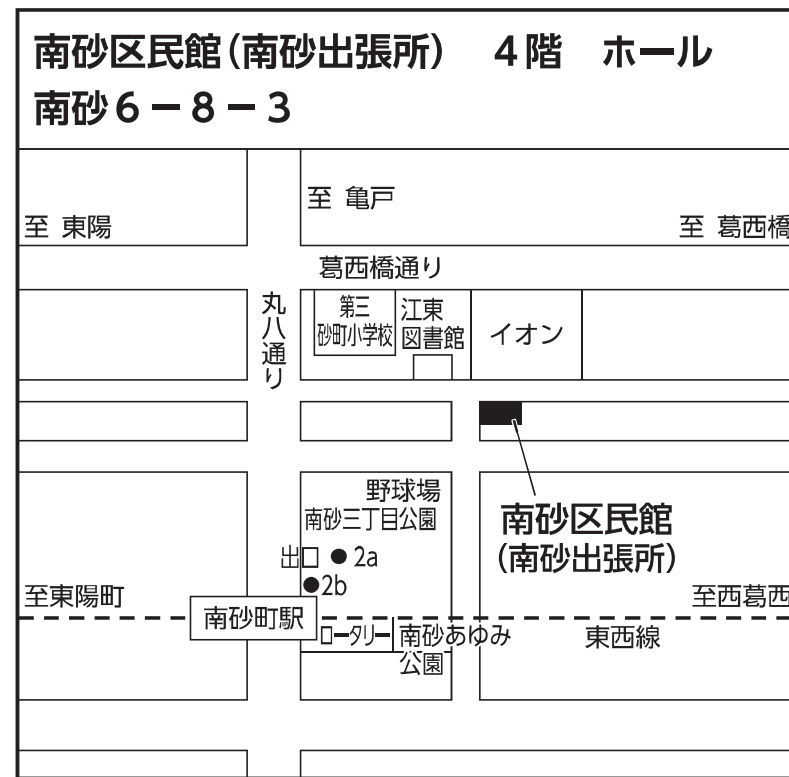 南砂区民館(南砂出張所)　4階　ホール
南砂6－8－3
至 亀戸
至 東陽
至 葛西橋
葛西橋通り
丸八通り
第三
砂町小学校
江東
図書館
イオン
野球場
南砂三丁目公園
出口 ●2a
●2b
南砂区民館
(南砂出張所)
至東陽町
至西葛西
南砂町駅
ロータリー
南砂あゆみ
公園
東西線